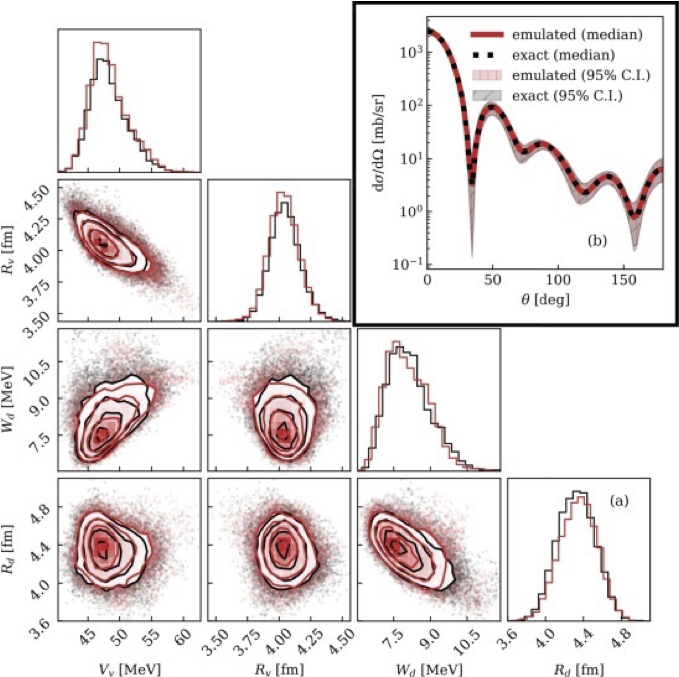 emulated (median)
exact (median)
emulated (95% C.I.)
exact (95% C.I.)
10³
10²
10¹
10⁰
10⁻¹
dσ/dΩ [mb/sr]
(b)
0 50 100 150
θ [deg]
4.50
4.25
4.00
3.75
3.50
R_v [fm]
10.5
9.0
7.5
W_d [MeV]
(a)
4.8
4.4
4.0
3.6
R_d [fm]
45 50 55 60
3.50 3.75 4.00 4.25 4.50
7.5 9.0 10.5
3.6 4.0 4.4 4.8
V_v [MeV]
R_v [fm]
W_d [MeV]
R_d [fm]